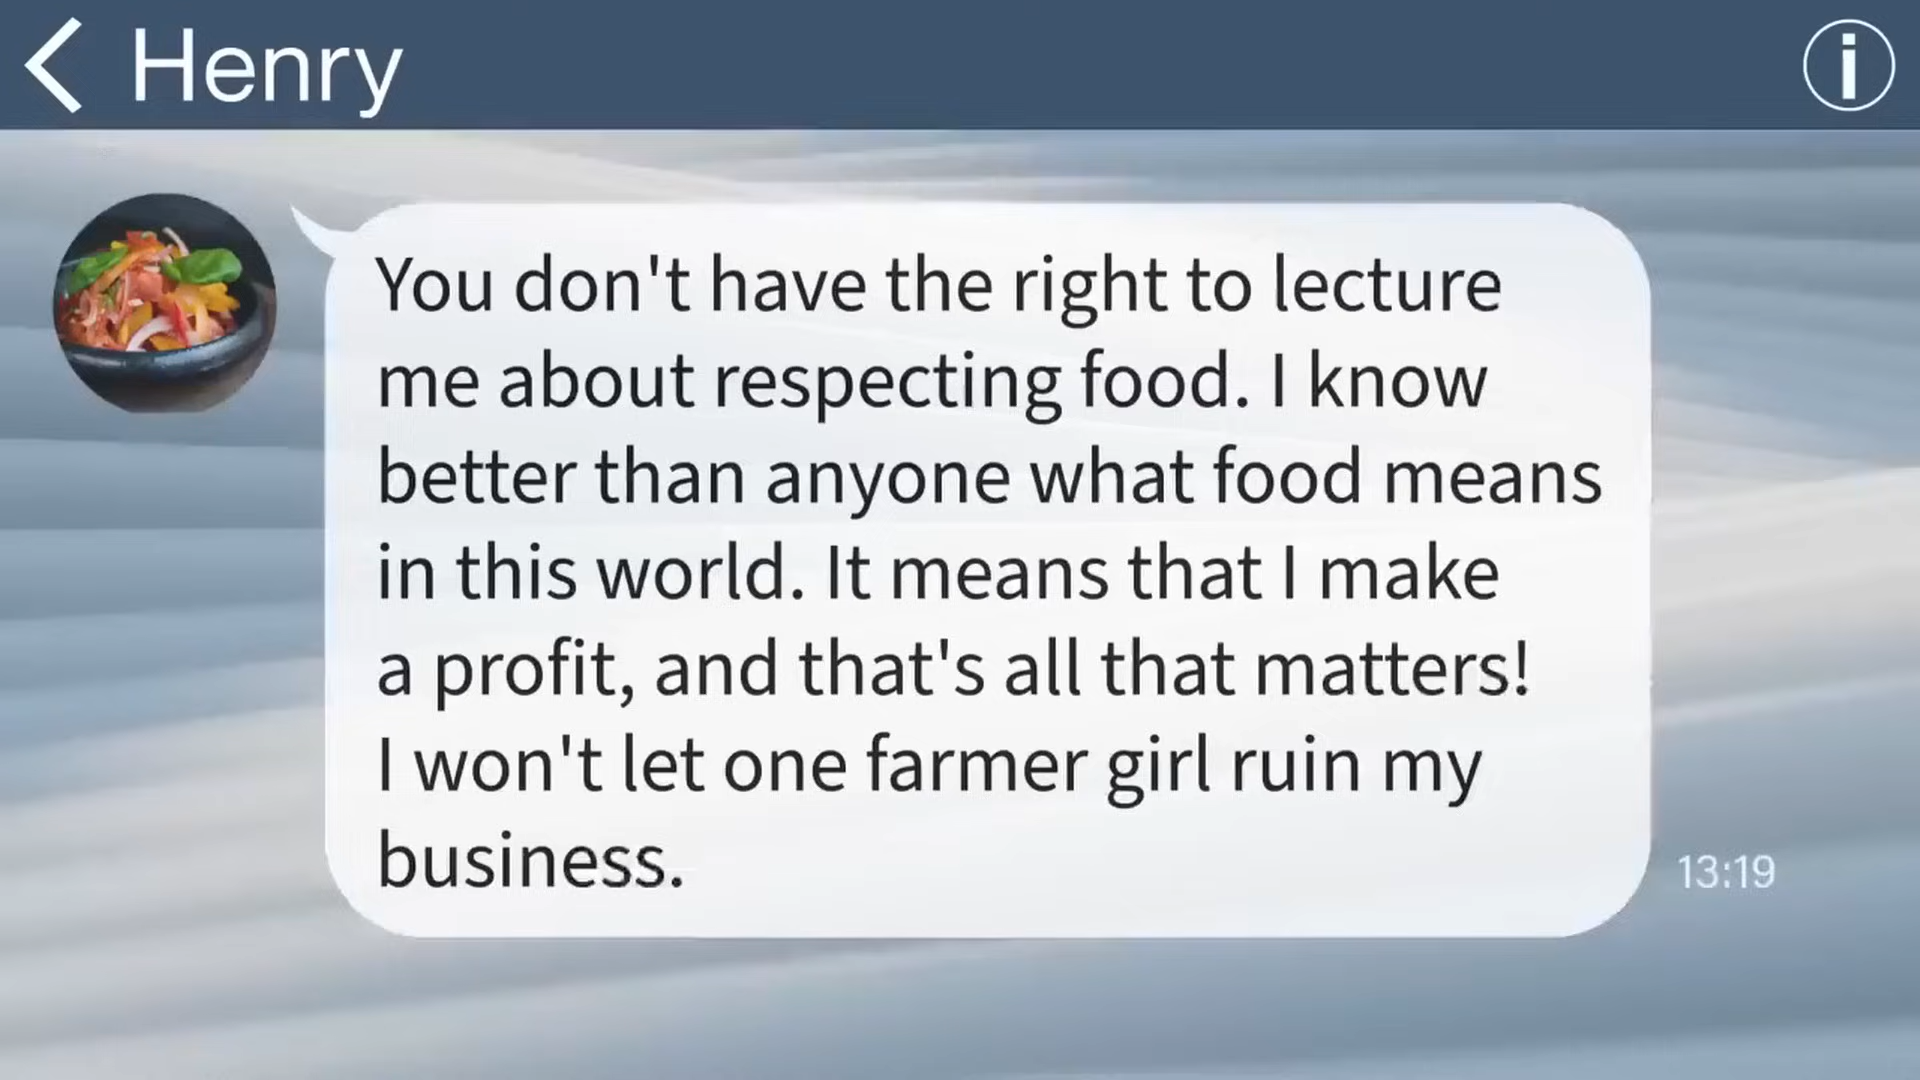 Henry
You don't have the right to lecture
me about respecting food. I know
better than anyone what food means
in this world. It means that I make
a profit, and that's all that matters!
I won't let one farmer girl ruin my
business.
13:19